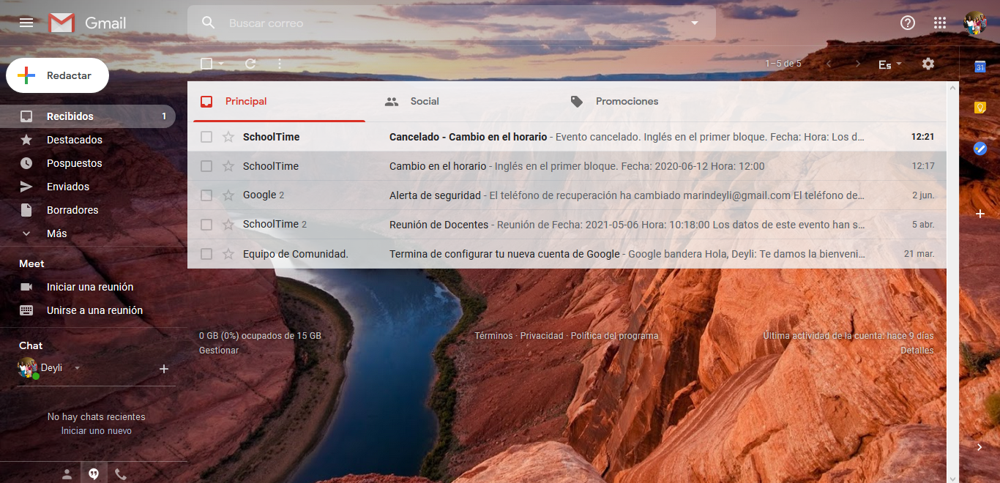 Gmail
Buscar correo
Redactar
1–5 de 5
Es
31
Recibidos 1
Destacados
Pospuestos
Enviados
Borradores
Más
Meet
Iniciar una reunión
Unirse a una reunión
Chat
Deyli
No hay chats recientes
Iniciar uno nuevo
Principal
Social
Promociones
SchoolTime Cancelado - Cambio en el horario - Evento cancelado. Inglés en el primer bloque. Fecha: Hora: Los d… 12:21
SchoolTime Cambio en el horario - Inglés en el primer bloque. Fecha: 2020-06-12 Hora: 12:00 12:17
Google 2 Alerta de seguridad - El teléfono de recuperación ha cambiado marindeyli@gmail.com El teléfono de… 2 jun.
SchoolTime 2 Reunión de Docentes - Reunión de Fecha: 2021-05-06 Hora: 10:18:00 Los datos de este evento han s… 5 abr.
Equipo de Comunidad. Termina de configurar tu nueva cuenta de Google - Google bandera Hola, Deyli: Te damos la bienveni… 21 mar.
0 GB (0%) ocupados de 15 GB
Gestionar
Términos · Privacidad · Política del programa
Última actividad de la cuenta: hace 9 días
Detalles